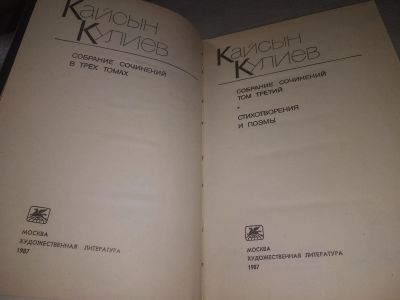 Кайсын
Кулиев
СОБРАНИЕ СОЧИНЕНИЙ
В ТРЕХ ТОМАХ
МОСКВА
ХУДОЖЕСТВЕННАЯ ЛИТЕРАТУРА
1987
Кайсын
Кулиев
СОБРАНИЕ СОЧИНЕНИЙ
ТОМ ТРЕТИЙ
СТИХОТВОРЕНИЯ
И ПОЭМЫ
МОСКВА
ХУДОЖЕСТВЕННАЯ ЛИТЕРАТУРА
1987